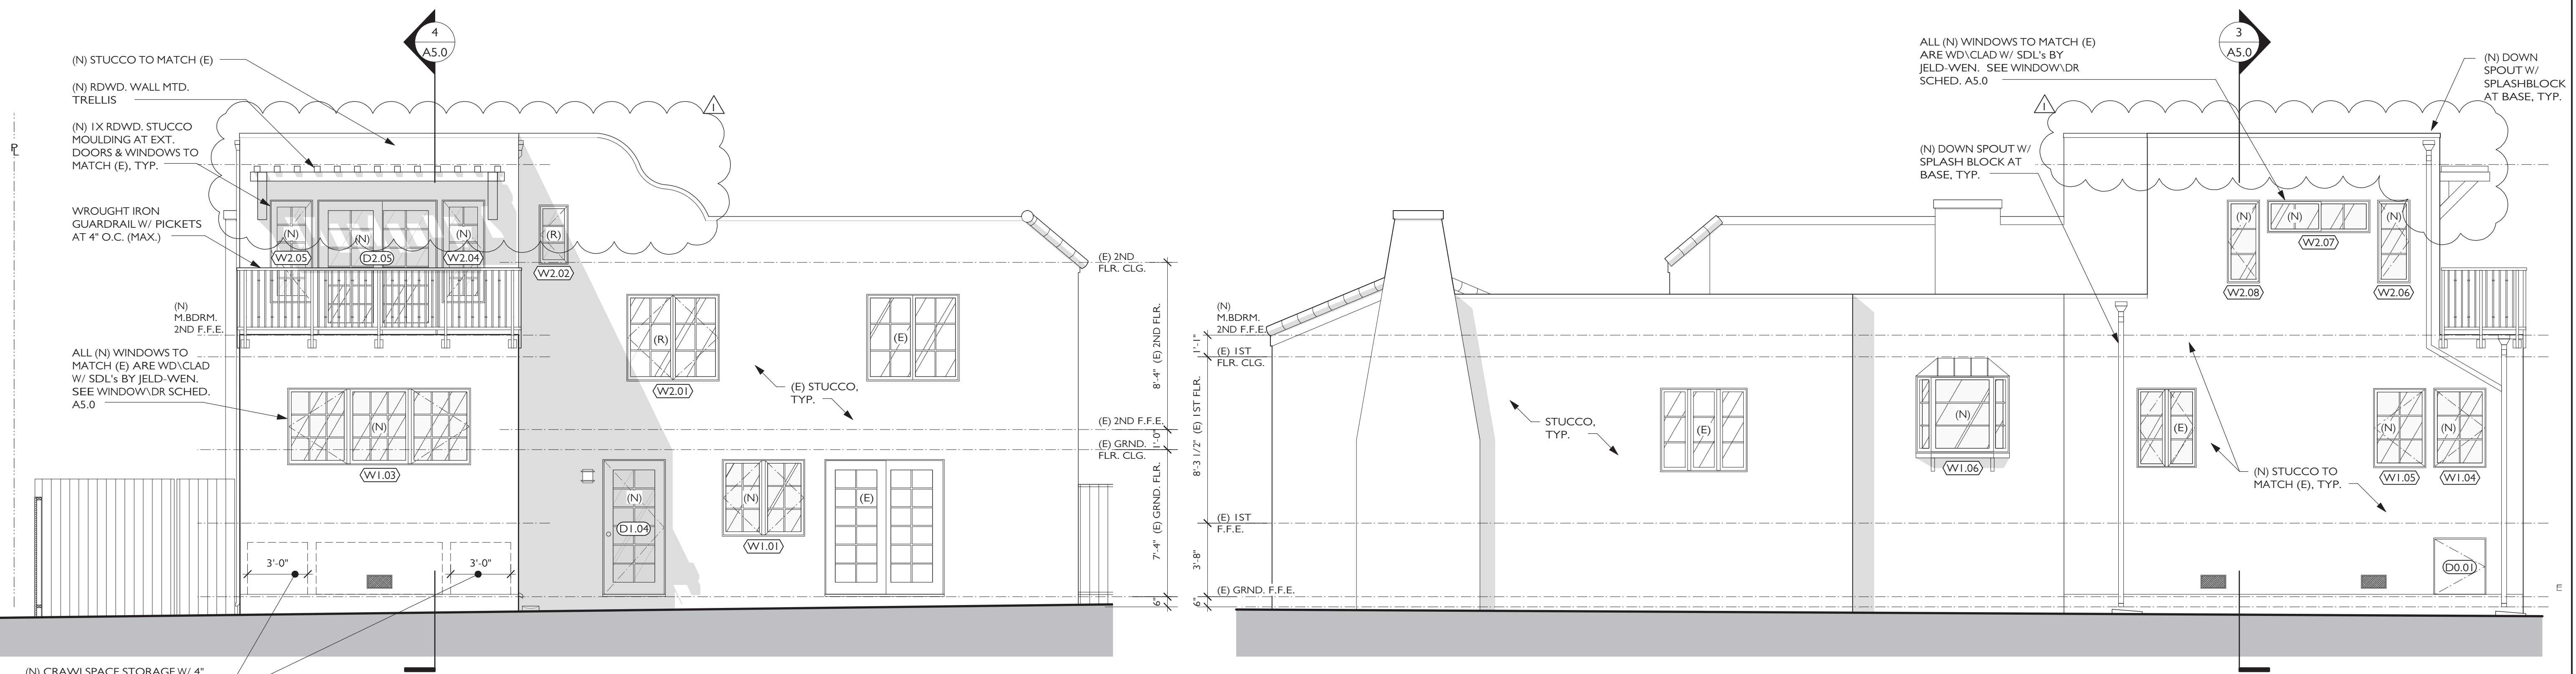 4
A5.0
(N) STUCCO TO MATCH (E)
(N) RDWD. WALL MTD.
TRELLIS
(N) 1X RDWD. STUCCO
MOULDING AT EXT.
DOORS & WINDOWS TO
MATCH (E), TYP.
WROUGHT IRON
GUARDRAIL W/ PICKETS
AT 4" O.C. (MAX.)
(N)
M.BDRM.
2ND F.F.E.
ALL (N) WINDOWS TO
MATCH (E) ARE WD\CLAD
W/ SDL's BY JELD-WEN.
SEE WINDOW\DR SCHED.
A5.0
PL
1
(N)
(N)
(N)
(R)
W2.05
D2.05
W2.04
W2.02
(R)
W2.01
(E)
(E) STUCCO,
TYP.
(N)
W1.03
(N)
D1.04
(N)
W1.01
(E)
3'-0"
3'-0"
(N) CRAWLSPACE STORAGE W/ 4"
(E) 2ND
FLR. CLG.
8'-4" (E) 2ND FLR.
(E) 2ND F.F.E.
1'-0"
(E) GRND.
FLR. CLG.
7'-4" (E) GRND. FLR.
6"
(N)
M.BDRM.
2ND F.F.E.
1'-1"
(E) 1ST
FLR. CLG.
8'-3 1/2" (E) 1ST FLR.
(E) 1ST
F.F.E.
3'-8"
(E) GRND. F.F.E.
6"
3
A5.0
ALL (N) WINDOWS TO MATCH (E)
ARE WD\CLAD W/ SDL's BY
JELD-WEN. SEE WINDOW\DR
SCHED. A5.0
(N) DOWN
SPOUT W/
SPLASHBLOCK
AT BASE, TYP.
1
(N) DOWN SPOUT W/
SPLASH BLOCK AT
BASE, TYP.
(N)
(N)
(N)
W2.08
W2.07
W2.06
STUCCO,
TYP.
(E)
(N)
W1.06
(E)
(N)
(N)
W1.05
W1.04
(N) STUCCO TO
MATCH (E), TYP.
D0.01